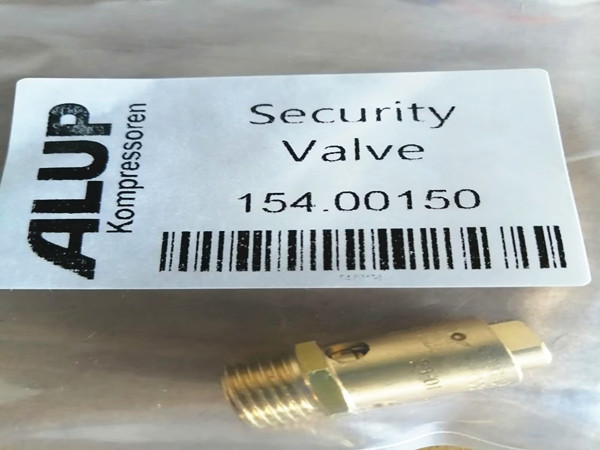 ALUP
Kompressoren
Security
Valve
154.00150